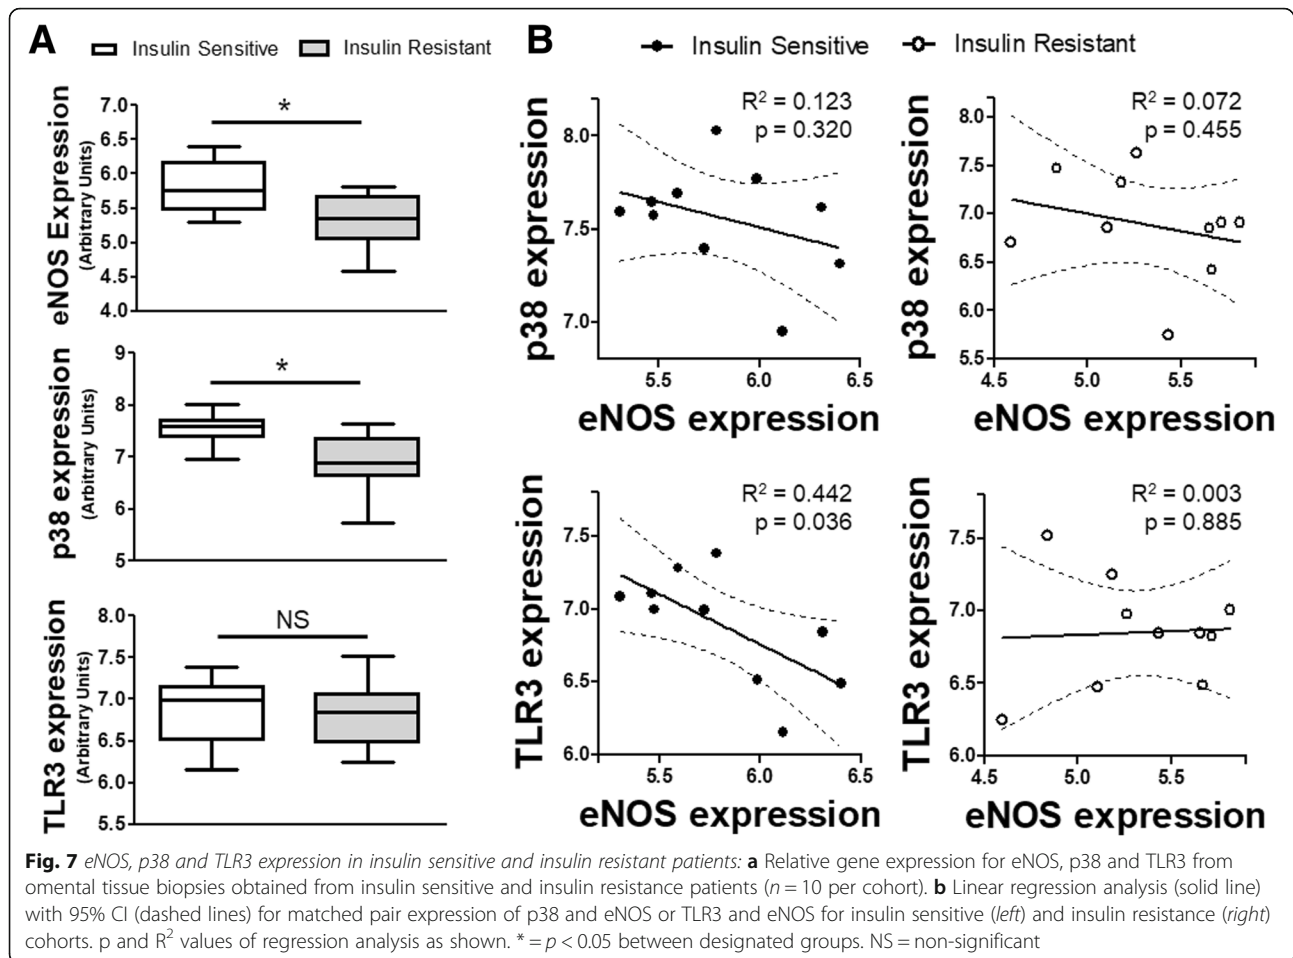 A
Insulin Sensitive
Insulin Resistant
eNOS Expression
(Arbitrary Units)
7.0
6.5
6.0
5.5
5.0
4.5
4.0
*
p38 expression
(Arbitrary Units)
9
8
7
6
5
*
TLR3 expression
(Arbitrary Units)
8.0
7.5
7.0
6.5
6.0
5.5
NS
B
Insulin Sensitive
Insulin Resistant
p38 expression
8.0
7.5
7.0
R² = 0.123
p = 0.320
5.5 6.0 6.5
eNOS expression
p38 expression
8.0
7.5
7.0
6.5
6.0
5.5
R² = 0.072
p = 0.455
4.5 5.0 5.5
eNOS expression
TLR3 expression
7.5
7.0
6.5
6.0
R² = 0.442
p = 0.036
5.5 6.0 6.5
eNOS expression
TLR3 expression
7.5
7.0
6.5
6.0
R² = 0.003
p = 0.885
4.5 5.0 5.5
eNOS expression
Fig. 7 eNOS, p38 and TLR3 expression in insulin sensitive and insulin resistant patients: a Relative gene expression for eNOS, p38 and TLR3 from
omental tissue biopsies obtained from insulin sensitive and insulin resistance patients (n = 10 per cohort). b Linear regression analysis (solid line)
with 95% CI (dashed lines) for matched pair expression of p38 and eNOS or TLR3 and eNOS for insulin sensitive (left) and insulin resistance (right)
cohorts. p and R² values of regression analysis as shown. * = p < 0.05 between designated groups. NS = non-significant